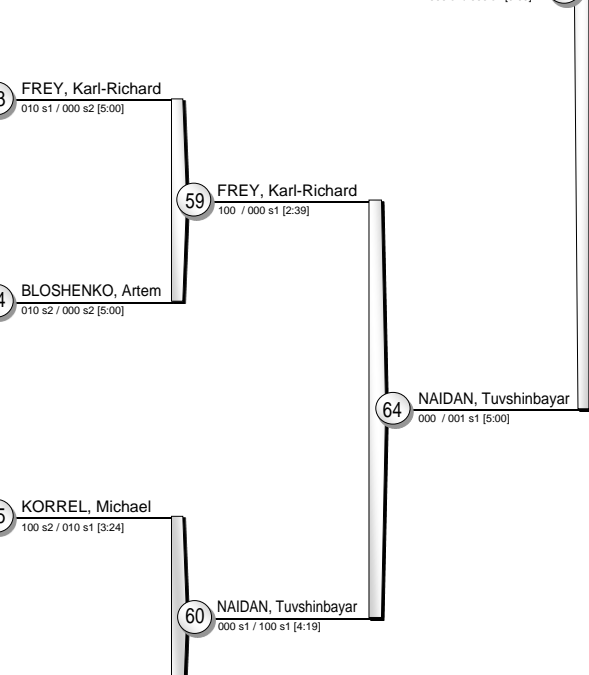 FREY, Karl-Richard
010 s1 / 000 s2 [5:00]
59
FREY, Karl-Richard
100 / 000 s1 [2:39]
BLOSHENKO, Artem
010 s2 / 000 s2 [5:00]
64
NAIDAN, Tuvshinbayar
000 / 001 s1 [5:00]
KORREL, Michael
100 s2 / 010 s1 [3:24]
60
NAIDAN, Tuvshinbayar
000 s1 / 100 s1 [4:19]